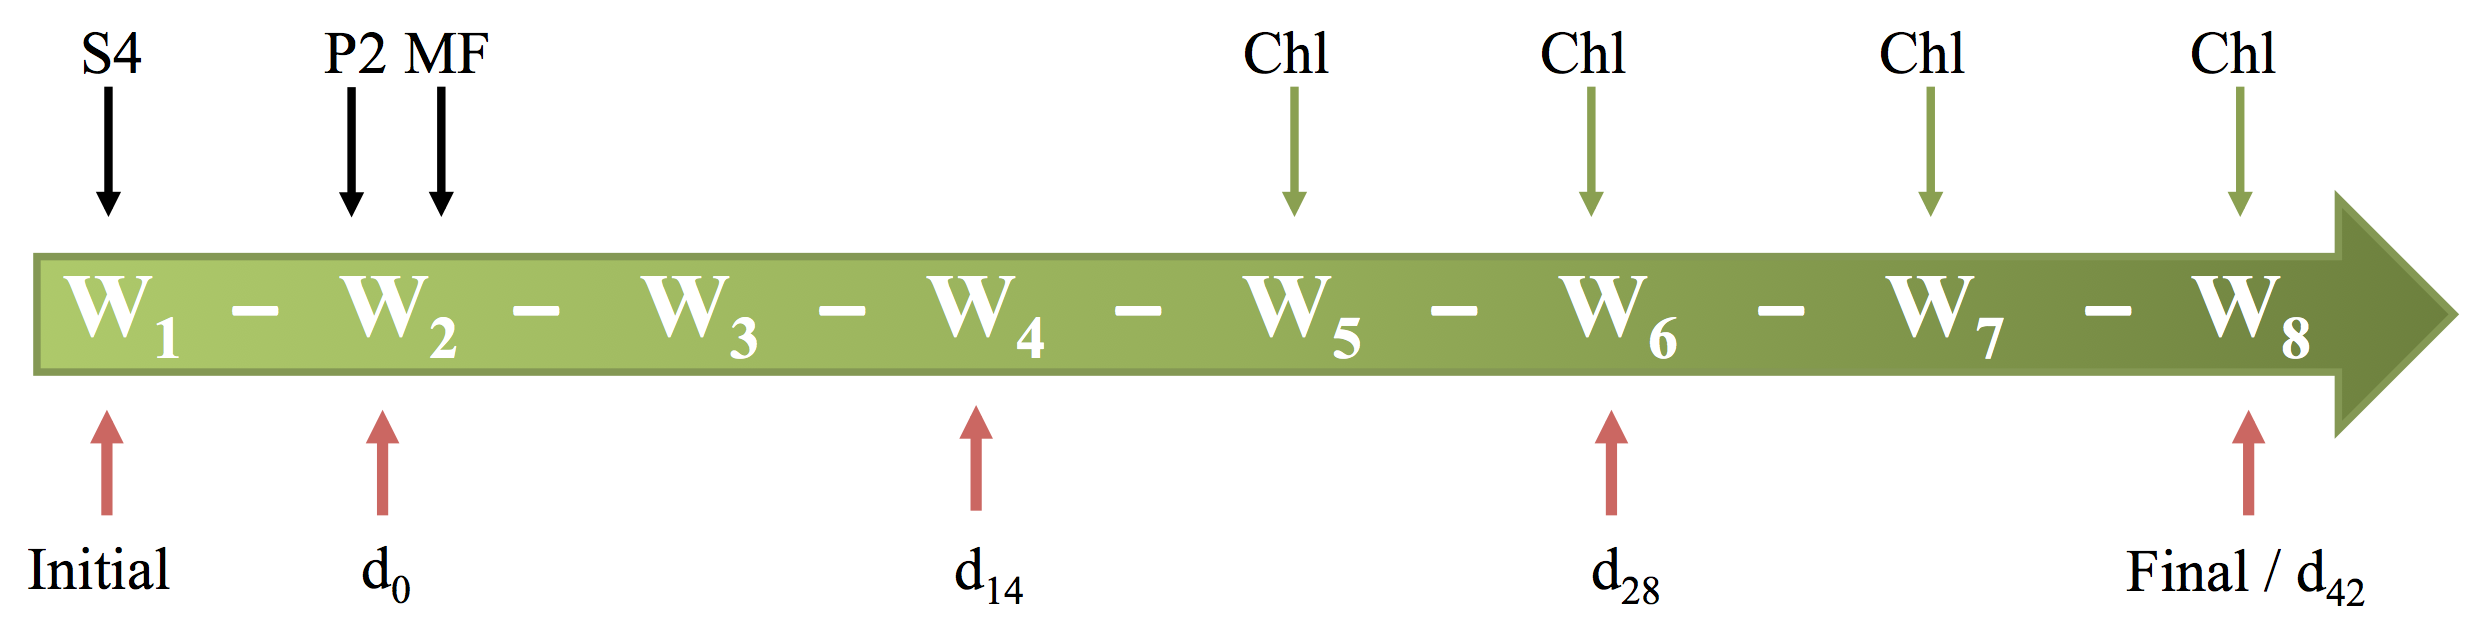 S4 P2 MF Chl Chl Chl Chl
W₁ – W₂ – W₃ – W₄ – W₅ – W₆ – W₇ – W₈
Initial d₀ d₁₄ d₂₈ Final / d₄₂